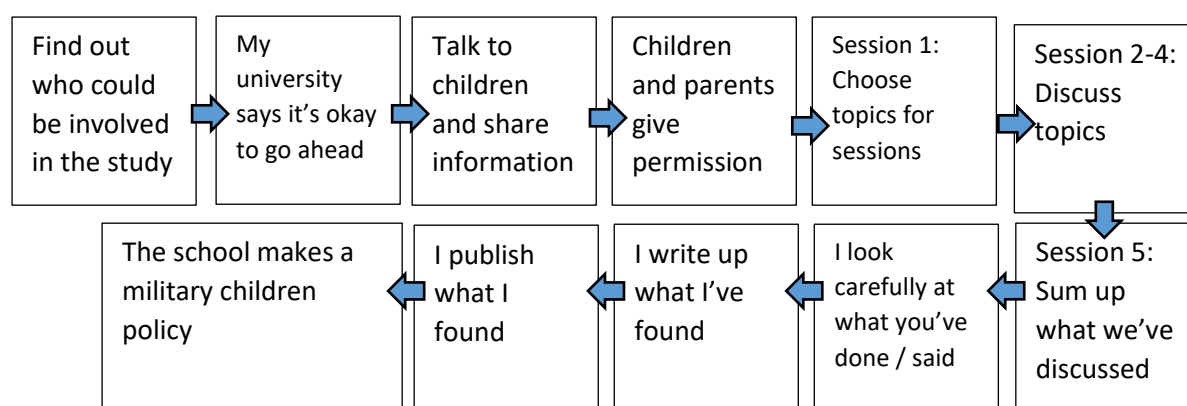 Find out
who could
be involved
in the study
My
university
says it's okay
to go ahead
Talk to
children
and share
information
Children
and parents
give
permission
Session 1:
Choose
topics for
sessions
Session 2-4:
Discuss
topics
Session 5:
Sum up
what we've
discussed
I look
carefully at
what you've
done / said
I write up
what I've
found
I publish
what I
found
The school makes a
military children
policy